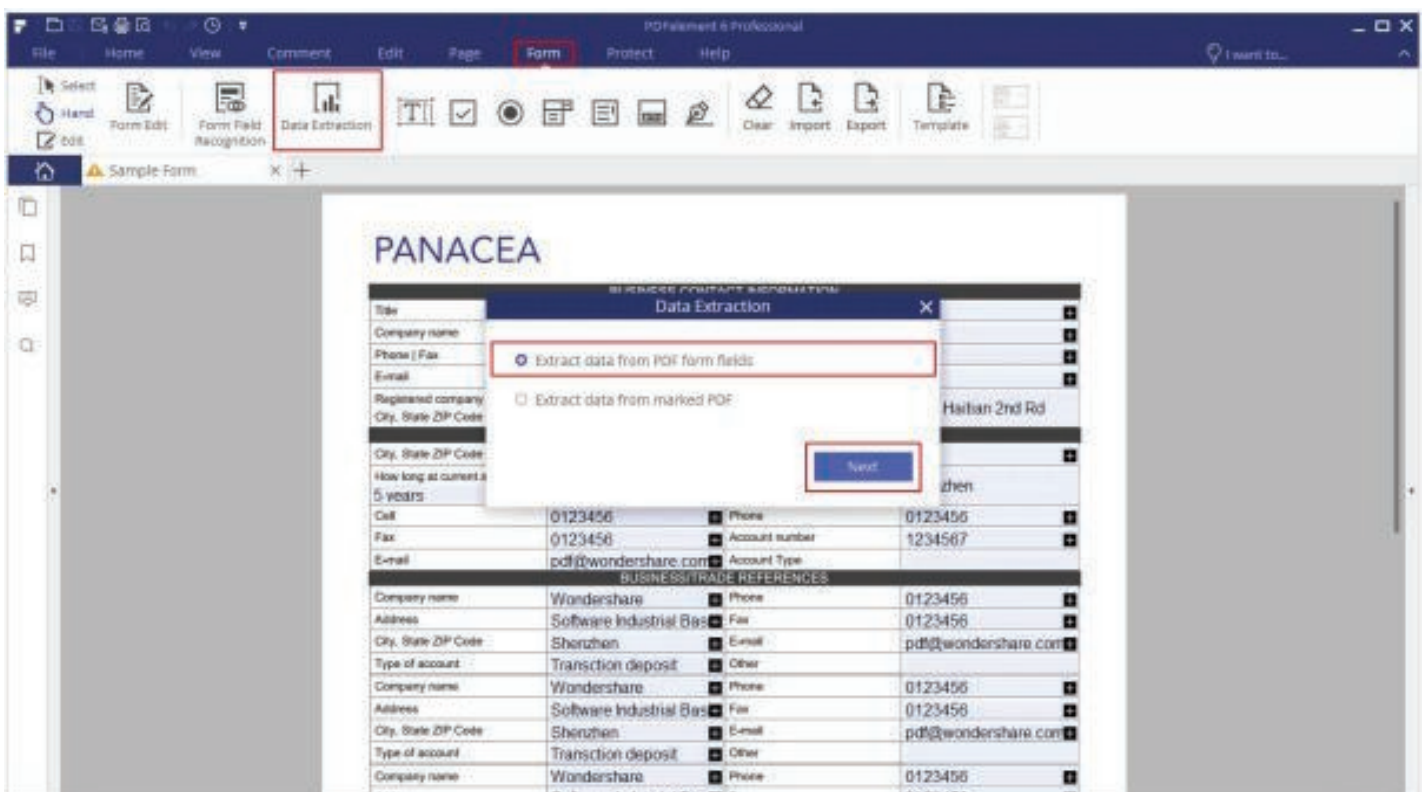 PDFelement 6 Professional
File Home View Comment Edit Page Form Protect Help I want to...
Select
Hand
Edit
Form Edit
Form Field Recognition
Data Extraction
Clear Import Export Template
Sample Form
PANACEA
BUSINESS CONTACT INFORMATION
Data Extraction
Extract data from PDF form fields
Extract data from marked PDF
Next
Title
Company name
Phone | Fax
E-mail
Registered company
City, State ZIP Code Haitian 2nd Rd
City, State ZIP Code
How long at current a
5 years zhen
Cell 0123456 Phone 0123456
Fax 0123456 Account number 1234567
E-mail pdf@wondershare.com Account Type
BUSINESS/TRADE REFERENCES
Company name Wondershare Phone 0123456
Address Software Industrial Bas Fax 0123456
City, State ZIP Code Shenzhen E-mail pdf@wondershare.com
Type of account Transction deposit Other
Company name Wondershare Phone 0123456
Address Software Industrial Bas Fax 0123456
City, State ZIP Code Shenzhen E-mail pdf@wondershare.com
Type of account Transction deposit Other
Company name Wondershare Phone 0123456